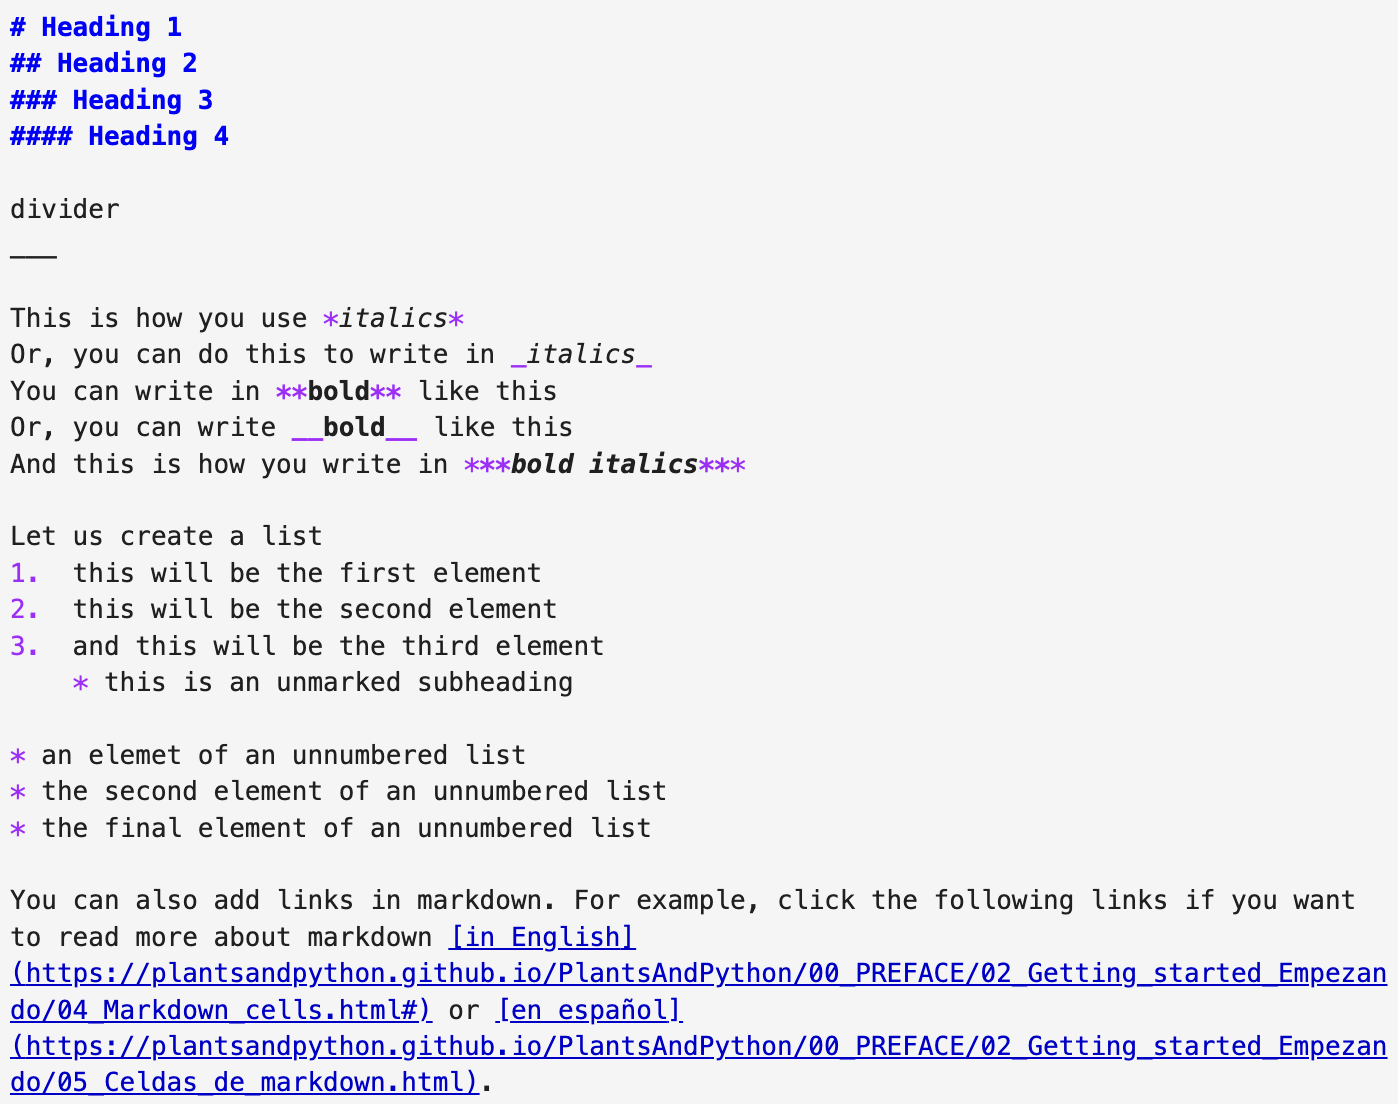 # Heading 1
## Heading 2
### Heading 3
#### Heading 4
divider
___
This is how you use *italics*
Or, you can do this to write in _italics_
You can write in **bold** like this
Or, you can write __bold__ like this
And this is how you write in ***bold italics***
Let us create a list
1.  this will be the first element
2.  this will be the second element
3.  and this will be the third element
    * this is an unmarked subheading
* an elemet of an unnumbered list
* the second element of an unnumbered list
* the final element of an unnumbered list
You can also add links in markdown. For example, click the following links if you want
to read more about markdown [in English]
(https://plantsandpython.github.io/PlantsAndPython/00_PREFACE/02_Getting_started_Empezan
do/04_Markdown_cells.html#) or [en español]
(https://plantsandpython.github.io/PlantsAndPython/00_PREFACE/02_Getting_started_Empezan
do/05_Celdas_de_markdown.html).